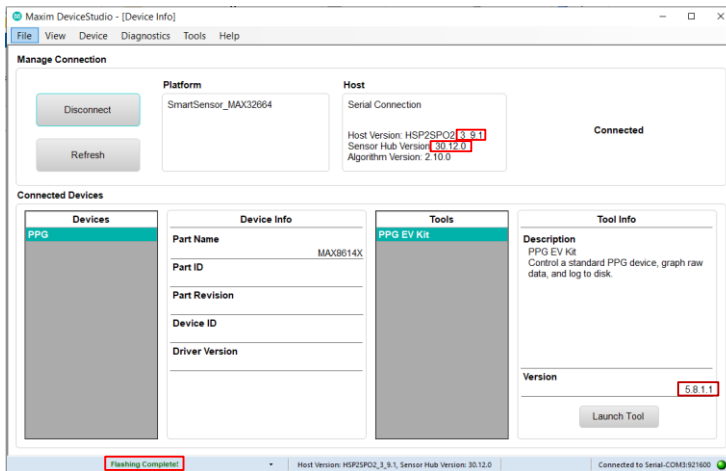 Maxim DeviceStudio - [Device Info]
File View Device Diagnostics Tools Help
Manage Connection
Disconnect
Refresh
Platform
SmartSensor_MAX32664
Host
Serial Connection
Host Version: HSP2SPO2_3_9.1
Sensor Hub Version: 30.12.0
Algorithm Version: 2.10.0
Connected
Connected Devices
Devices
PPG
Device Info
Part Name
MAX8614X
Part ID
Part Revision
Device ID
Driver Version
Tools
PPG EV Kit
Tool Info
Description
PPG EV Kit
Control a standard PPG device, graph raw
data, and log to disk.
Version
5.8.1.1
Launch Tool
Flashing Complete!
Host Version: HSP2SPO2_3_9.1, Sensor Hub Version: 30.12.0
Connected to Serial-COM3:921600